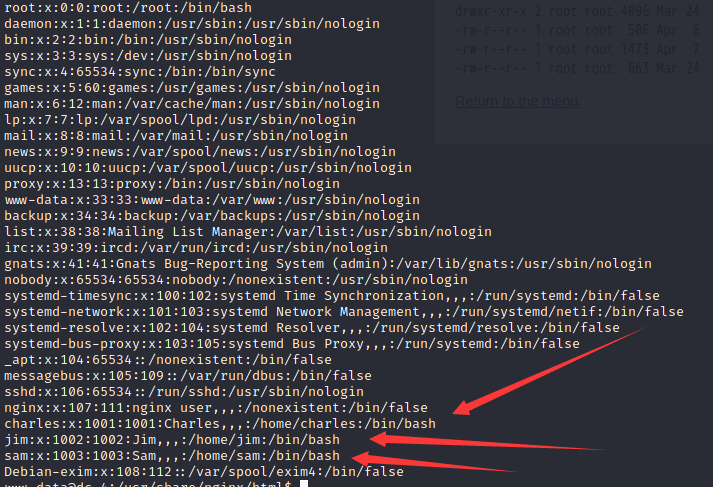 root:x:0:0:root:/root:/bin/bash
daemon:x:1:1:daemon:/usr/sbin:/usr/sbin/nologin
bin:x:2:2:bin:/bin:/usr/sbin/nologin
sys:x:3:3:sys:/dev:/usr/sbin/nologin
sync:x:4:65534:sync:/bin:/bin/sync
games:x:5:60:games:/usr/games:/usr/sbin/nologin
man:x:6:12:man:/var/cache/man:/usr/sbin/nologin
lp:x:7:7:lp:/var/spool/lpd:/usr/sbin/nologin
mail:x:8:8:mail:/var/mail:/usr/sbin/nologin
news:x:9:9:news:/var/spool/news:/usr/sbin/nologin
uucp:x:10:10:uucp:/var/spool/uucp:/usr/sbin/nologin
proxy:x:13:13:proxy:/bin:/usr/sbin/nologin
www-data:x:33:33:www-data:/var/www:/usr/sbin/nologin
backup:x:34:34:backup:/var/backups:/usr/sbin/nologin
list:x:38:38:Mailing List Manager:/var/list:/usr/sbin/nologin
irc:x:39:39:ircd:/var/run/ircd:/usr/sbin/nologin
gnats:x:41:41:Gnats Bug-Reporting System (admin):/var/lib/gnats:/usr/sbin/nologin
nobody:x:65534:65534:nobody:/nonexistent:/usr/sbin/nologin
systemd-timesync:x:100:102:systemd Time Synchronization,,,:/run/systemd:/bin/false
systemd-network:x:101:103:systemd Network Management,,,:/run/systemd/netif:/bin/false
systemd-resolve:x:102:104:systemd Resolver,,,:/run/systemd/resolve:/bin/false
systemd-bus-proxy:x:103:105:systemd Bus Proxy,,,:/run/systemd:/bin/false
_apt:x:104:65534::/nonexistent:/bin/false
messagebus:x:105:109::/var/run/dbus:/bin/false
sshd:x:106:65534::/run/sshd:/usr/sbin/nologin
nginx:x:107:111:nginx user,,,:/nonexistent:/bin/false
charles:x:1001:1001:Charles,,,:/home/charles:/bin/bash
jim:x:1002:1002:Jim,,,:/home/jim:/bin/bash
sam:x:1003:1003:Sam,,,:/home/sam:/bin/bash
Debian-exim:x:108:112::/var/spool/exim4:/bin/false
www-data@dc-4:/usr/share/nginx/html$
drwxr-xr-x 2 root root 4096 Mar 24
-rw-r--r-- 1 root root 506 Apr 6
-rw-r--r-- 1 root root 1473 Apr 7
-rw-r--r-- 1 root root 663 Mar 24
Return to the menu.